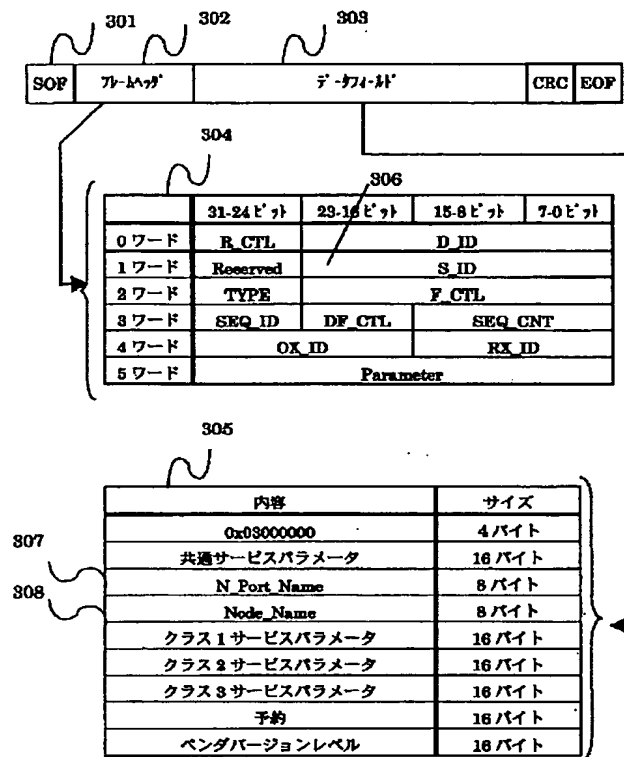 301 302 303
SOF フレームヘッダ データフィールド CRC EOF
304
306
31-24ビット 23-16ビット 15-8ビット 7-0ビット
0ワード R_CTL D_ID
1ワード Reserved S_ID
2ワード TYPE F_CTL
3ワード SEQ_ID DF_CTL SEQ_CNT
4ワード OX_ID RX_ID
5ワード Parameter
305
内容 サイズ
0x03000000 4バイト
共通サービスパラメータ 16バイト
307 N_Port_Name 8バイト
308 Node_Name 8バイト
クラス1サービスパラメータ 16バイト
クラス2サービスパラメータ 16バイト
クラス3サービスパラメータ 16バイト
予約 16バイト
ベンダバージョンレベル 16バイト